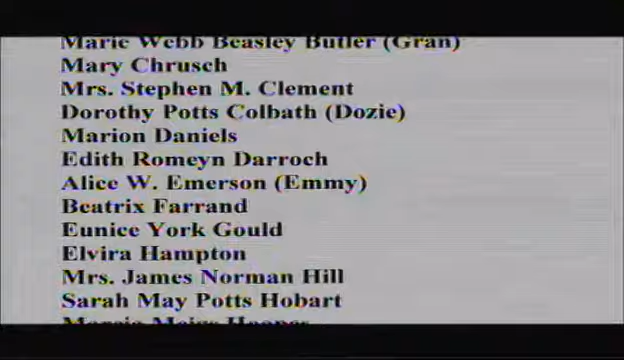 Marie Webb Beasley Butler (Gran)
Mary Chrusch
Mrs. Stephen M. Clement
Dorothy Potts Colbath (Dozie)
Marion Daniels
Edith Romeyn Darroch
Alice W. Emerson (Emmy)
Beatrix Farrand
Eunice York Gould
Elvira Hampton
Mrs. James Norman Hill
Sarah May Potts Hobart